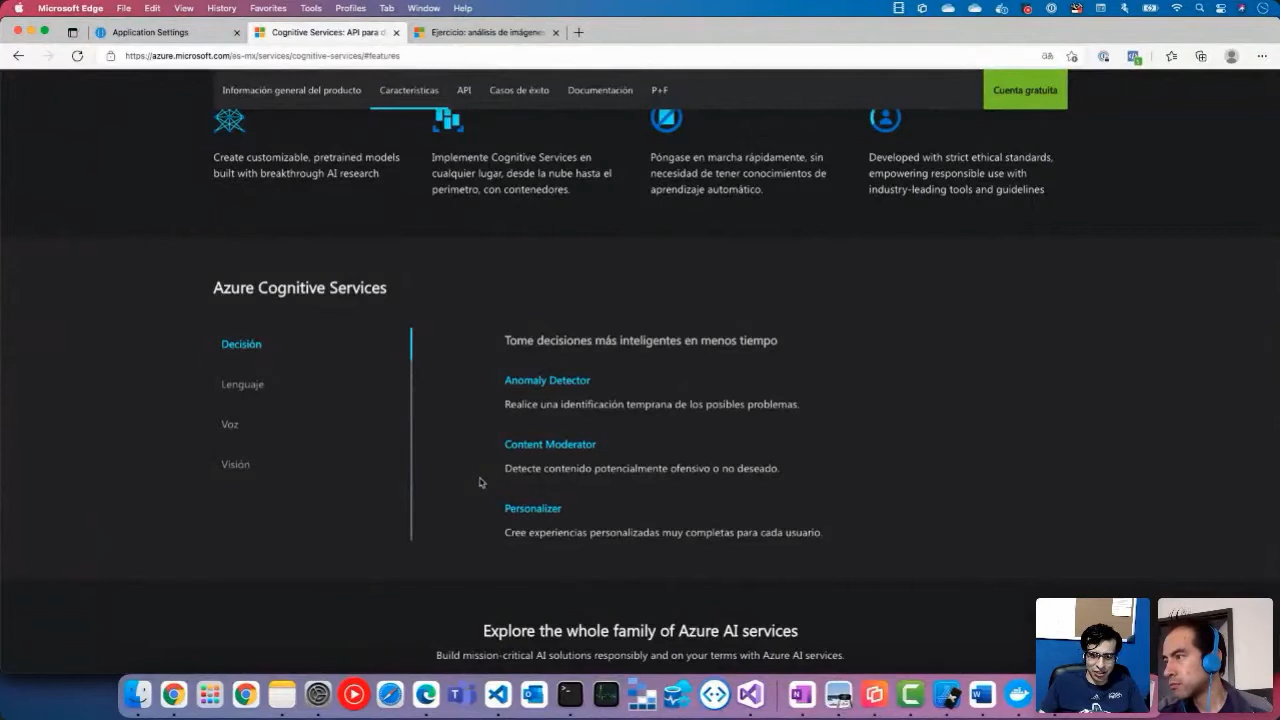 Microsoft Edge File Edit View History Favorites Tools Profiles Tab Window Help
Application Settings
Cognitive Services: API para d
Ejercicio: análisis de imágenes
https://azure.microsoft.com/es-mx/services/cognitive-services/#features
Información general del producto Características API Casos de éxito Documentación P+F Cuenta gratuita
Create customizable, pretrained models
built with breakthrough AI research
Implemente Cognitive Services en
cualquier lugar, desde la nube hasta el
perímetro, con contenedores.
Póngase en marcha rápidamente, sin
necesidad de tener conocimientos de
aprendizaje automático.
Developed with strict ethical standards,
empowering responsible use with
industry-leading tools and guidelines
Azure Cognitive Services
Decisión
Lenguaje
Voz
Visión
Tome decisiones más inteligentes en menos tiempo
Anomaly Detector
Realice una identificación temprana de los posibles problemas.
Content Moderator
Detecte contenido potencialmente ofensivo o no deseado.
Personalizer
Cree experiencias personalizadas muy completas para cada usuario.
Explore the whole family of Azure AI services
Build mission-critical AI solutions responsibly and on your terms with Azure AI services.